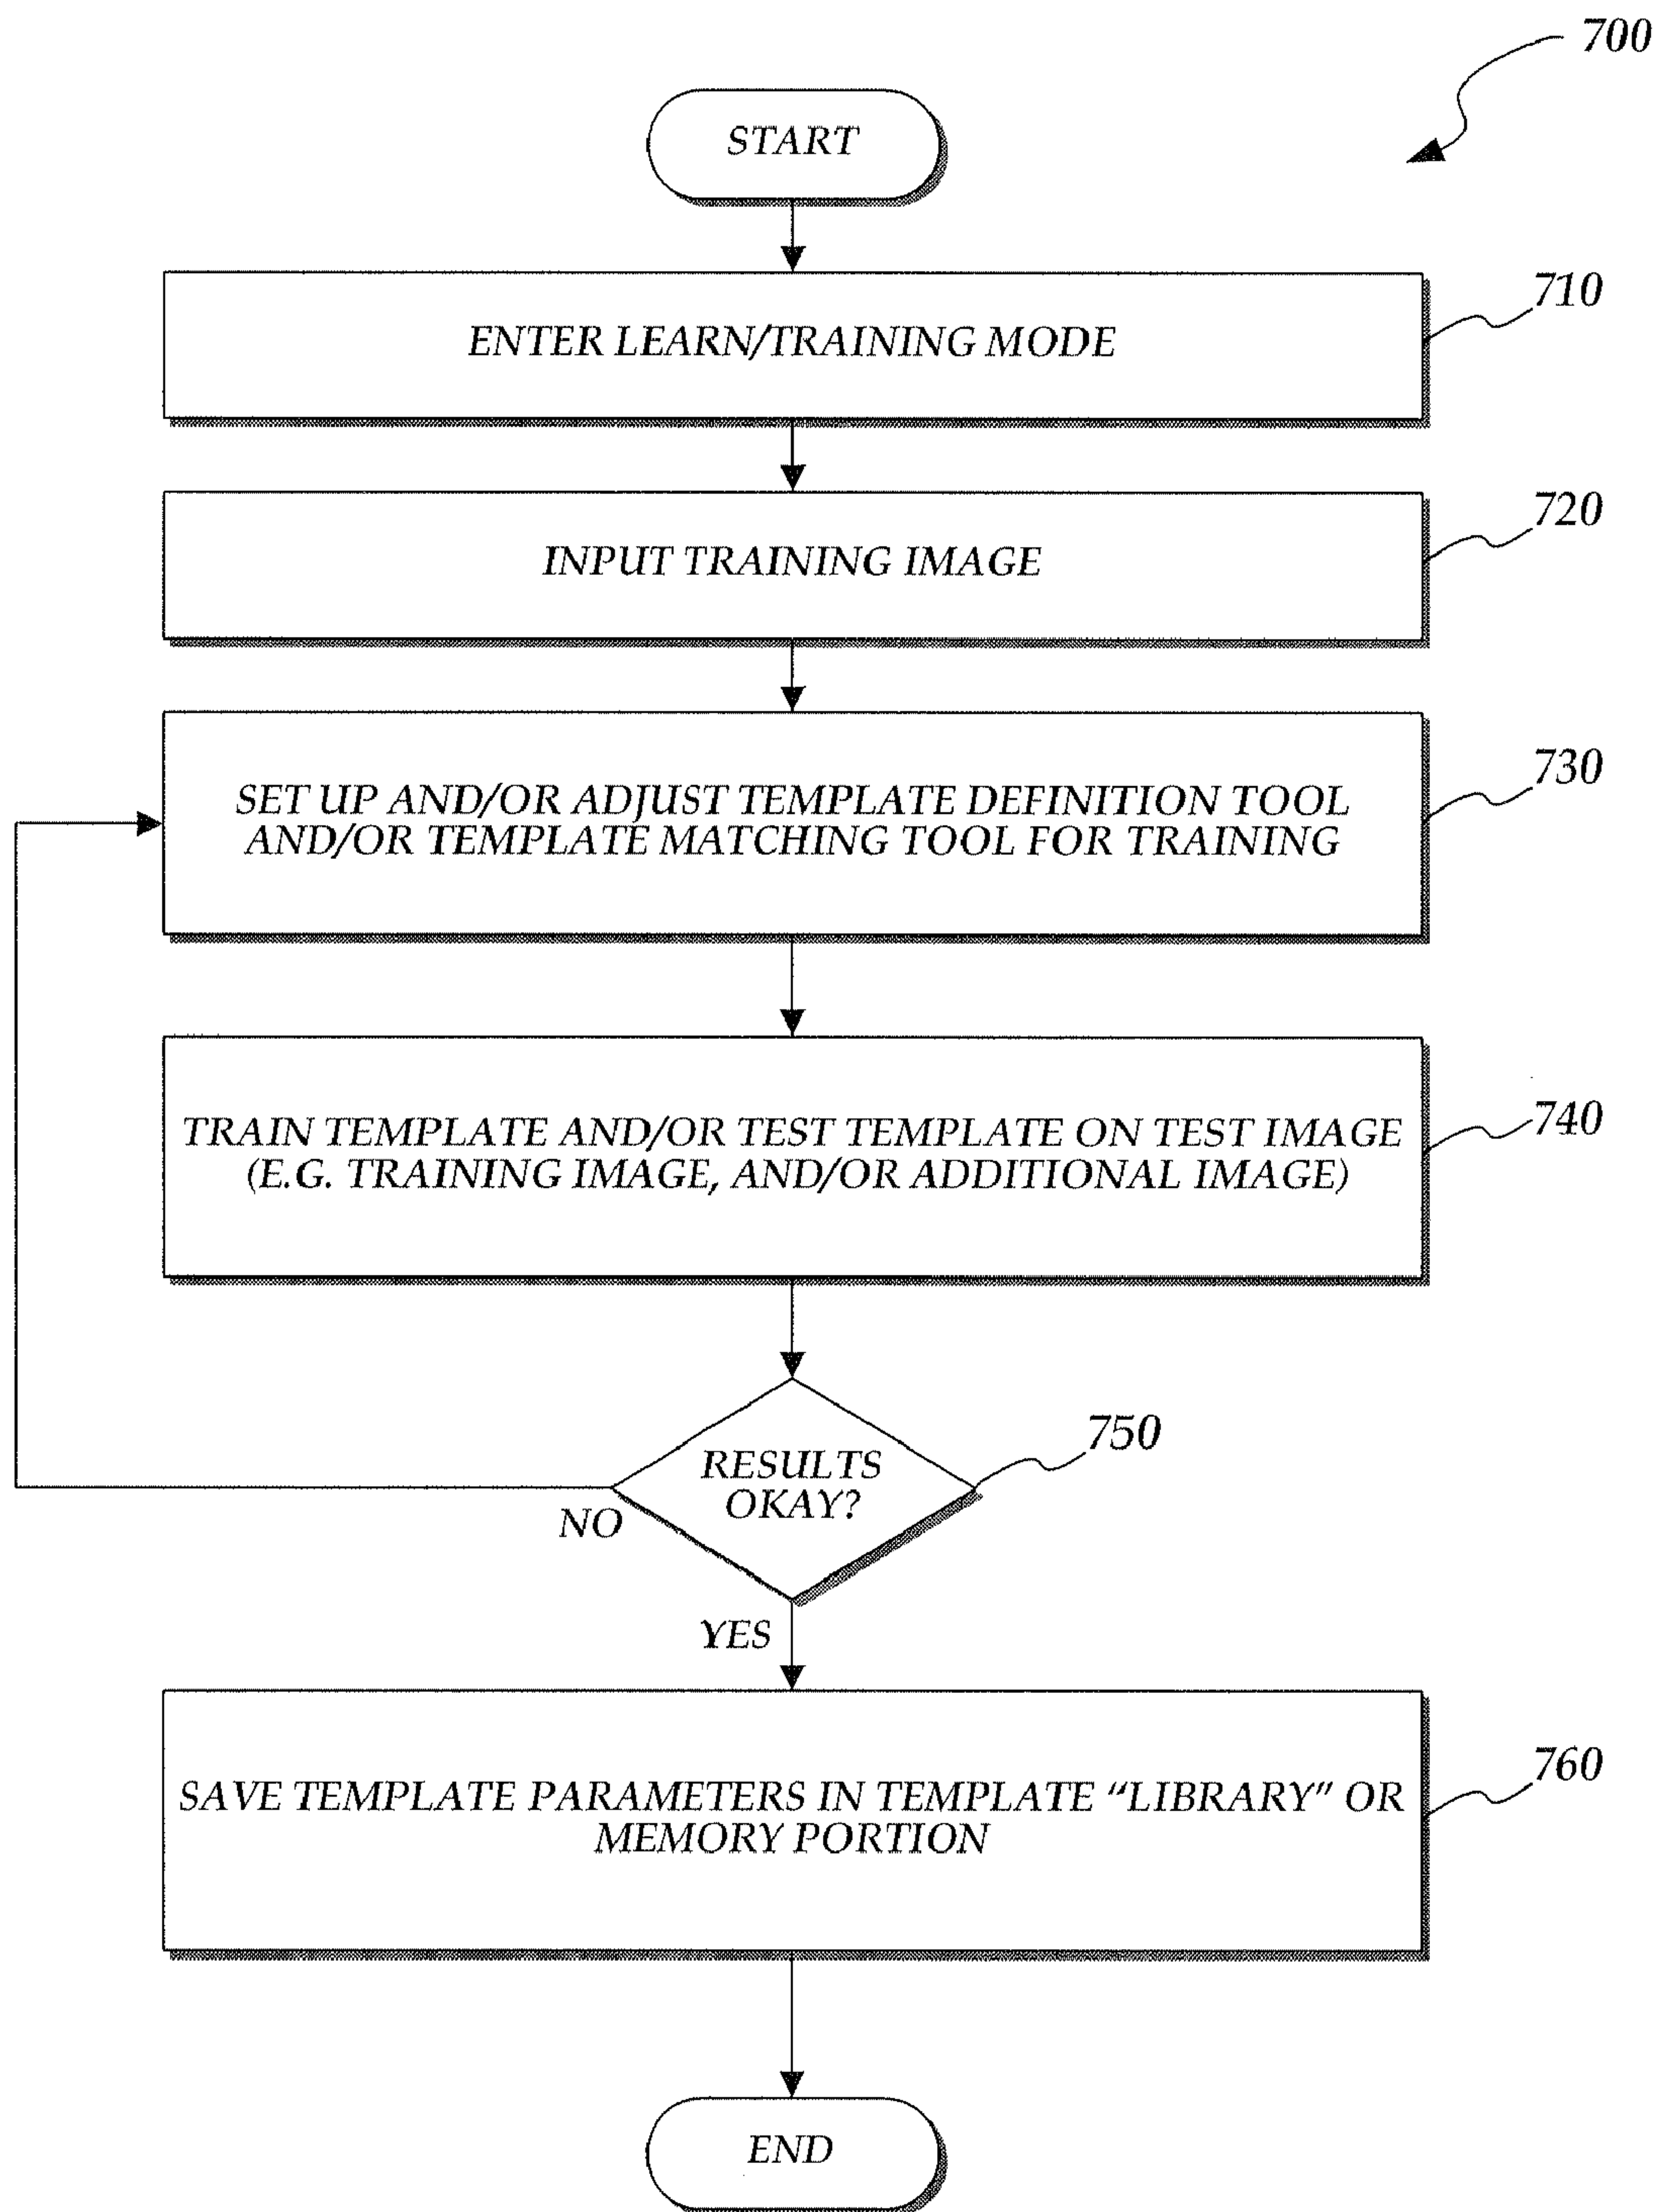 700
START
710
ENTER LEARN/TRAINING MODE
720
INPUT TRAINING IMAGE
730
SET UP AND/OR ADJUST TEMPLATE DEFINITION TOOL
AND/OR TEMPLATE MATCHING TOOL FOR TRAINING
740
TRAIN TEMPLATE AND/OR TEST TEMPLATE ON TEST IMAGE
(E.G. TRAINING IMAGE, AND/OR ADDITIONAL IMAGE)
750
RESULTS
OKAY?
NO
YES
760
SAVE TEMPLATE PARAMETERS IN TEMPLATE “LIBRARY” OR
MEMORY PORTION
END